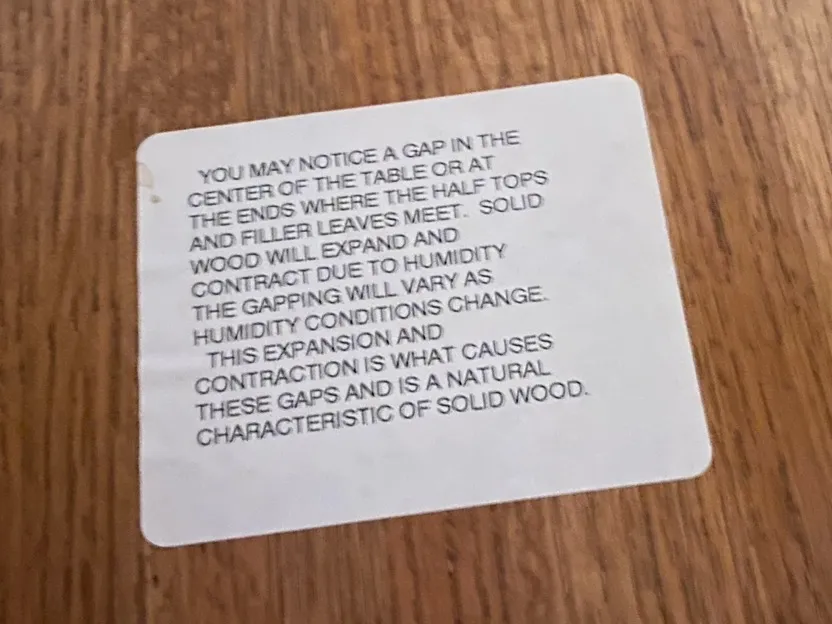 YOU MAY NOTICE A GAP IN THE
CENTER OF THE TABLE OR AT
THE ENDS WHERE THE HALF TOPS
AND FILLER LEAVES MEET. SOLID
WOOD WILL EXPAND AND
CONTRACT DUE TO HUMIDITY
THE GAPPING WILL VARY AS
HUMIDITY CONDITIONS CHANGE.
THIS EXPANSION AND
CONTRACTION IS WHAT CAUSES
THESE GAPS AND IS A NATURAL
CHARACTERISTIC OF SOLID WOOD.